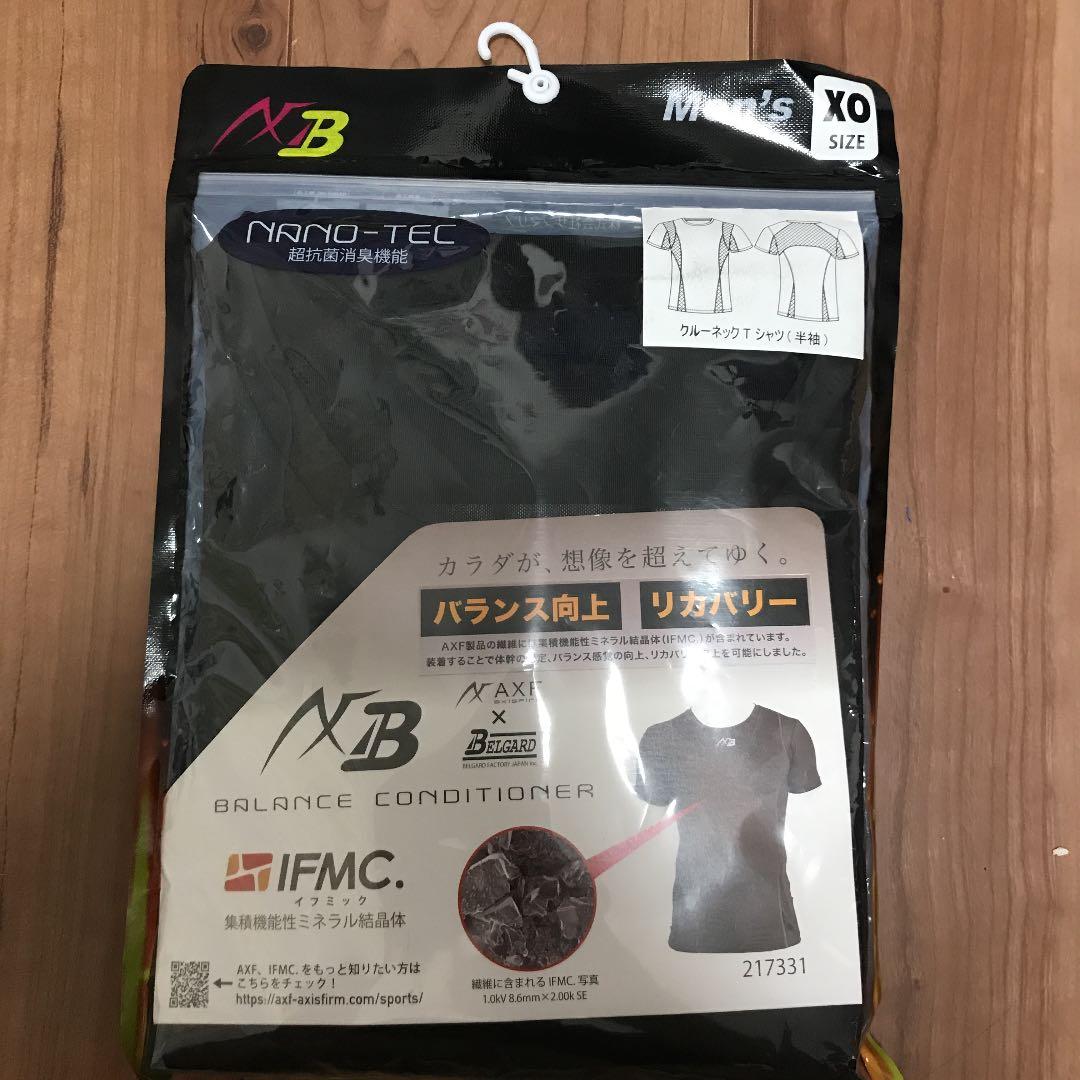 AXB
Men's
XO
SIZE
NANO-TEC
超抗菌消臭機能
クルーネックTシャツ(半袖)
カラダが、想像を超えてゆく。
バランス向上
リカバリー
AXF製品の繊維には集積機能性ミネラル結晶体(IFMC.)が含まれています。
装着することで体幹の安定、バランス感覚の向上、リカバリー向上を可能にしました。
AXB
AXF
AXISFIRM
×
BELGARD
BELGARD FACTORY JAPAN Inc.
BALANCE CONDITIONER
AXB
IFMC.
イフミック
集積機能性ミネラル結晶体
AXF、IFMC.をもっと知りたい方は
こちらをチェック！
https://axf-axisfirm.com/sports/
繊維に含まれるIFMC.写真
1.0kV 8.6mm×2.00k SE
217331